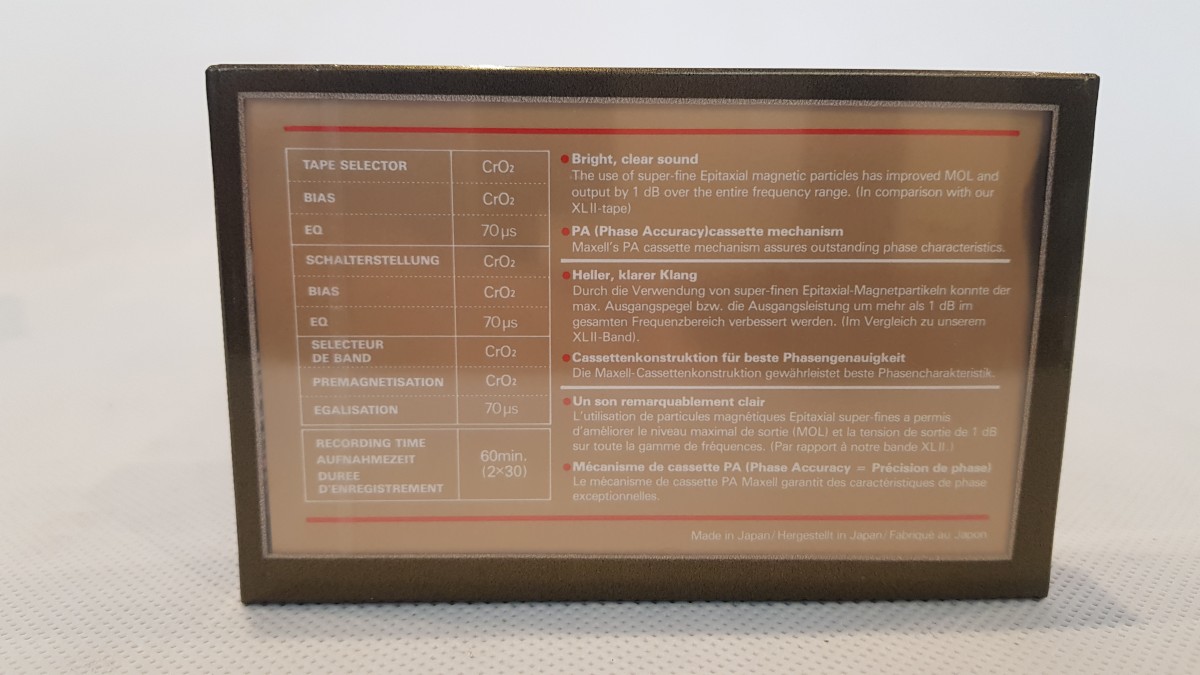 TAPE SELECTOR CrO₂
BIAS CrO₂
EQ 70μs
SCHALTERSTELLUNG CrO₂
BIAS CrO₂
EQ 70μs
SELECTEUR
DE BAND CrO₂
PREMAGNETISATION CrO₂
EGALISATION 70μs
RECORDING TIME
AUFNAHMEZEIT
DUREE
D'ENREGISTREMENT
60min.
(2×30)
• Bright, clear sound
The use of super-fine Epitaxial magnetic particles has improved MOL and
output by 1 dB over the entire frequency range. (In comparison with our
XLII-tape)
• PA (Phase Accuracy)cassette mechanism
Maxell's PA cassette mechanism assures outstanding phase characteristics.
• Heller, klarer Klang
Durch die Verwendung von super-finen Epitaxial-Magnetpartikeln konnte der
max. Ausgangspegel bzw. die Ausgangsleistung um mehr als 1 dB im
gesamten Frequenzbereich verbessert werden. (Im Vergleich zu unserem
XLII-Band).
• Cassettenkonstruktion für beste Phasengenauigkeit
Die Maxell-Cassettenkonstruktion gewährleistet beste Phasencharakteristik.
• Un son remarquablement clair
L'utilisation de particules magnétiques Epitaxial super-fines a permis
d'améliorer le niveau maximal de sortie (MOL) et la tension de sortie de 1 dB
sur toute la gamme de fréquences. (Par rapport à notre bande XLII.)
• Mécanisme de cassette PA (Phase Accuracy = Précision de phase)
Le mécanisme de cassette PA Maxell garantit des caractéristiques de phase
exceptionnelles.
Made in Japan/Hergestellt in Japan/Fabriqué au Japon